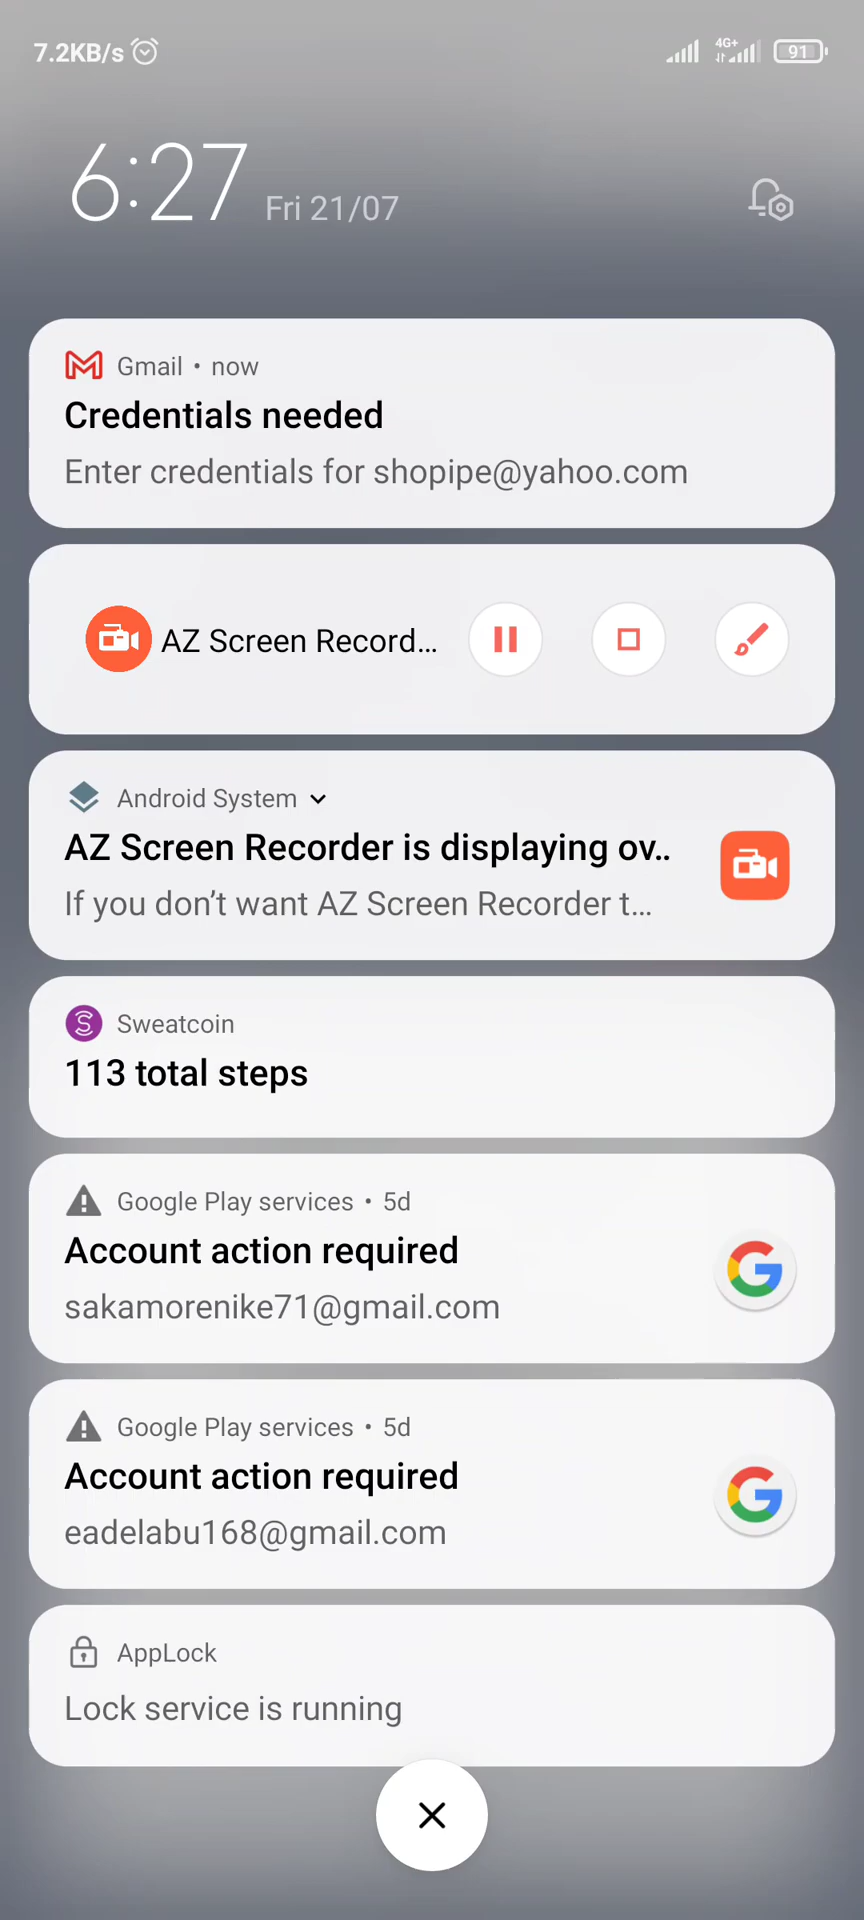 7.2KB/s 4G+ 91
6:27 Fri 21/07
Gmail • now
Credentials needed
Enter credentials for shopipe@yahoo.com
AZ Screen Record...
Android System
AZ Screen Recorder is displaying ov..
If you don't want AZ Screen Recorder t...
Sweatcoin
113 total steps
Google Play services • 5d
Account action required
sakamorenike71@gmail.com
Google Play services • 5d
Account action required
eadelabu168@gmail.com
AppLock
Lock service is running